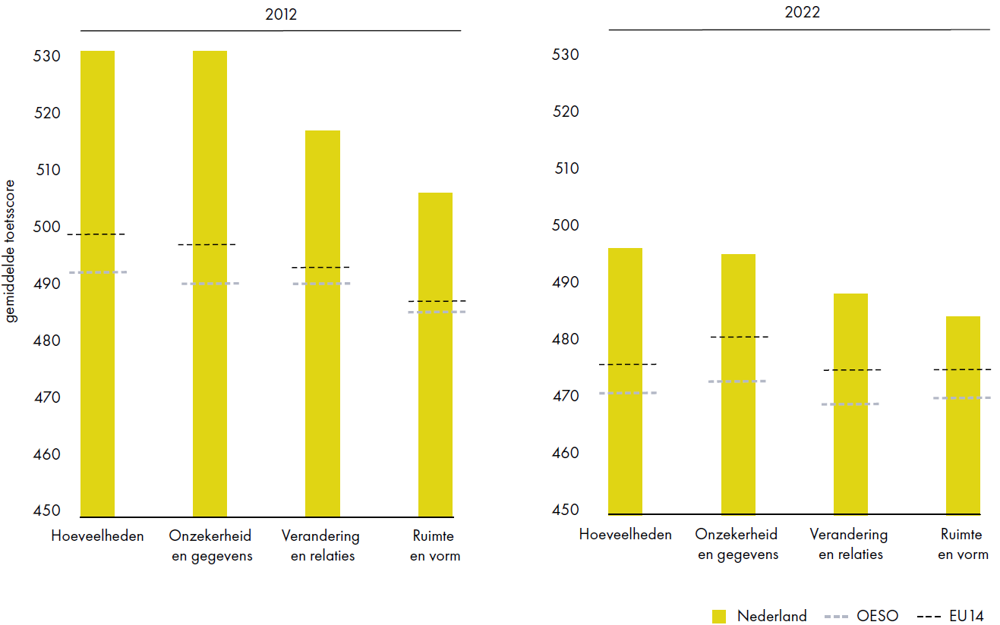 2012
gemiddelde toetsscore
530
520
510
500
490
480
470
460
450
Hoeveelheden
Onzekerheid
en gegevens
Verandering
en relaties
Ruimte
en vorm
2022
530
520
510
500
490
480
470
460
450
Hoeveelheden
Onzekerheid
en gegevens
Verandering
en relaties
Ruimte
en vorm
Nederland OESO EU14